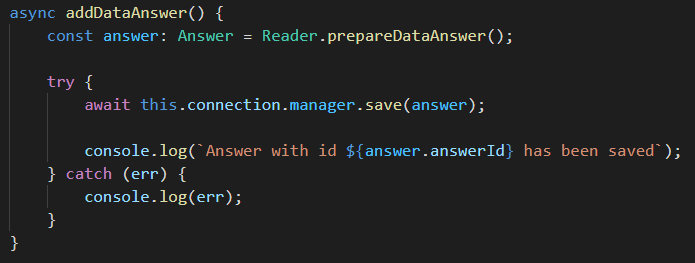 async addDataAnswer() {
    const answer: Answer = Reader.prepareDataAnswer();

    try {
        await this.connection.manager.save(answer);

        console.log(`Answer with id ${answer.answerId} has been saved`);
    } catch (err) {
        console.log(err);
    }
}